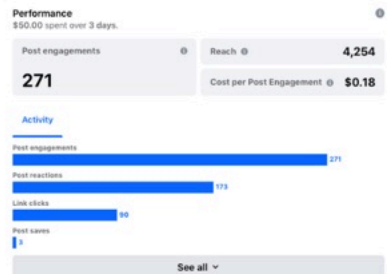 Performance
$50.00 spent over 3 days.
Post engagements
271
Reach 4,254
Cost per Post Engagement $0.18
Activity
Post engagements
271
Post reactions
173
Link clicks
90
Post saves
3
See all